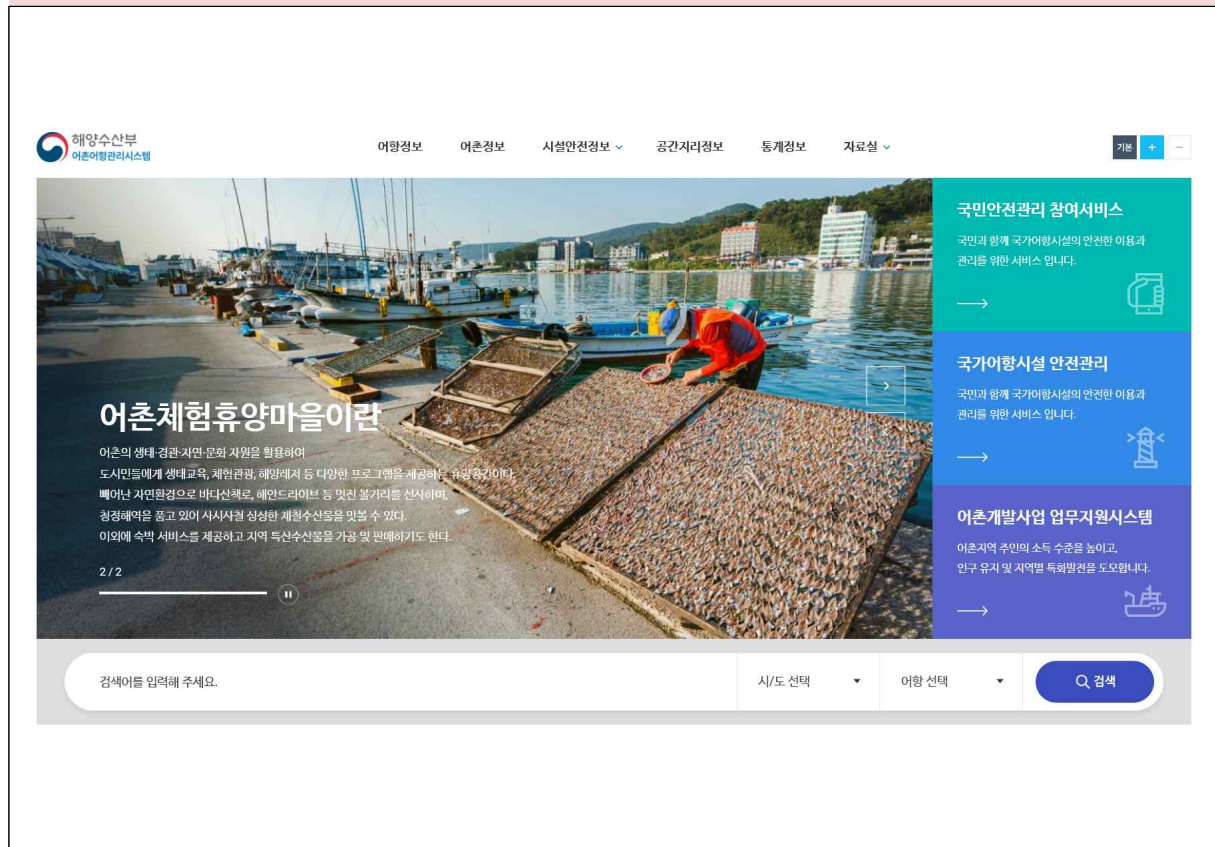 해양수산부
어촌어항관리시스템
어항정보 어촌정보 시설안전정보 공간지리정보 통계정보 자료실
기본 + -
어촌체험휴양마을이란
어촌의 생태·경관·자연·문화 자원을 활용하여
도시민들에게 생태교육, 체험관광, 해양레저 등 다양한 프로그램을 제공하는 휴양공간이다.
빼어난 자연환경으로 바다산책로, 해안드라이브 등 멋진 볼거리를 선사하며,
청정해역을 품고 있어 사시사철 싱싱한 제철수산물을 맛볼 수 있다.
이외에 숙박 서비스를 제공하고 지역 특산수산물을 가공 및 판매하기도 한다.
2 / 2
국민안전관리 참여서비스
국민과 함께 국가어항시설의 안전한 이용과
관리를 위한 서비스 입니다.
국가어항시설 안전관리
국민과 함께 국가어항시설의 안전한 이용과
관리를 위한 서비스 입니다.
어촌개발사업 업무지원시스템
어촌지역 주민의 소득 수준을 높이고,
인구 유지 및 지역별 특화발전을 도모합니다.
검색어를 입력해 주세요. 시/도 선택 어항 선택 검색